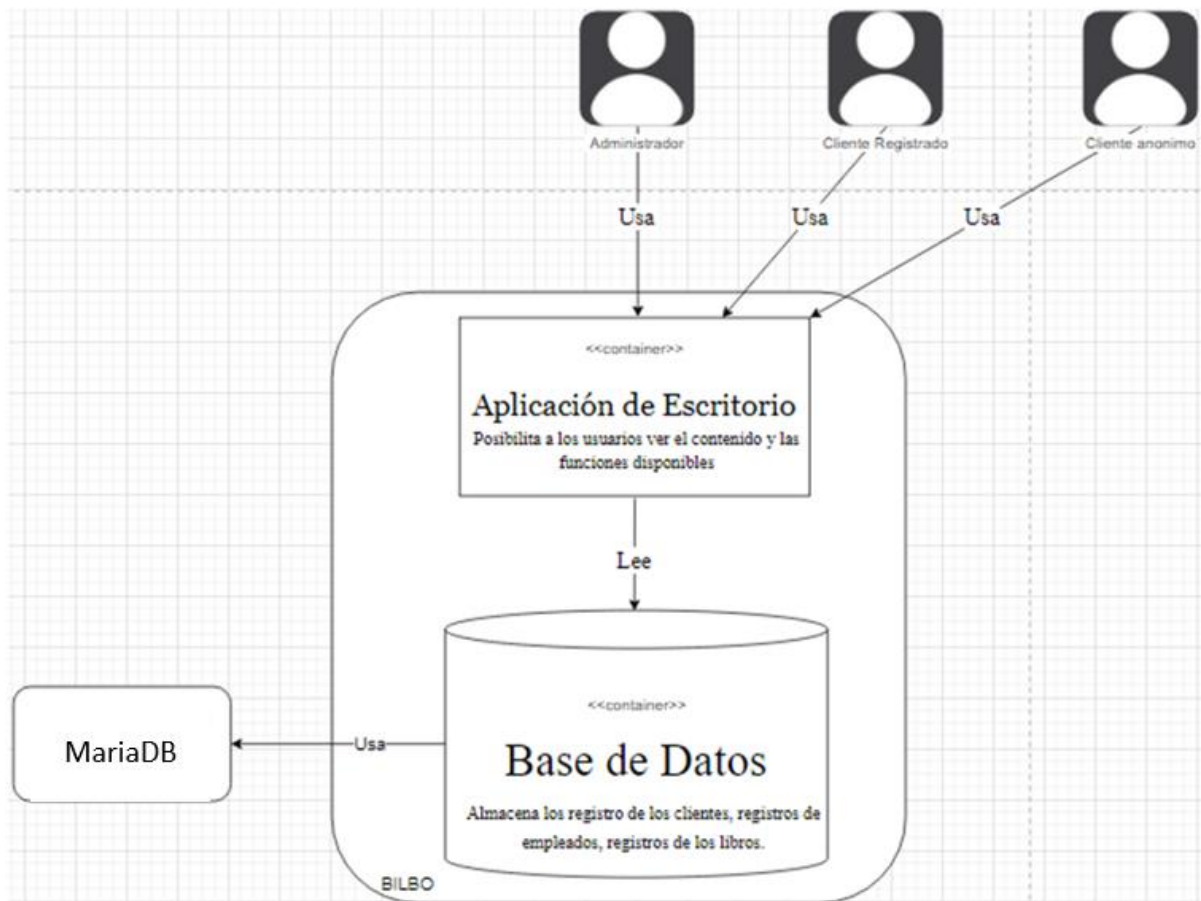 Administrador
Cliente Registrado
Cliente anonimo
Usa
Usa
Usa
<<container>>
Aplicación de Escritorio
Posibilita a los usuarios ver el contenido y las
funciones disponibles
Lee
<<container>>
Base de Datos
Almacena los registro de los clientes, registros de
empleados, registros de los libros.
Usa
MariaDB
BILBO